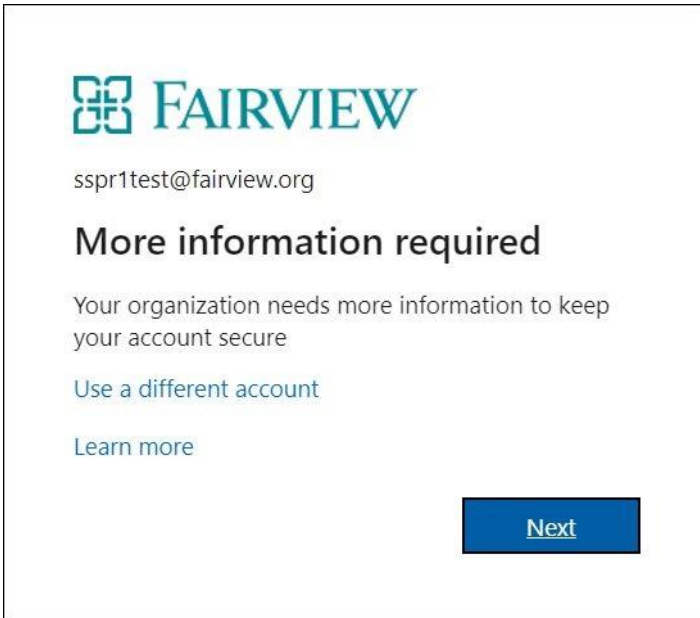 FAIRVIEW
sspr1test@fairview.org
More information required
Your organization needs more information to keep
your account secure
Use a different account
Learn more
Next